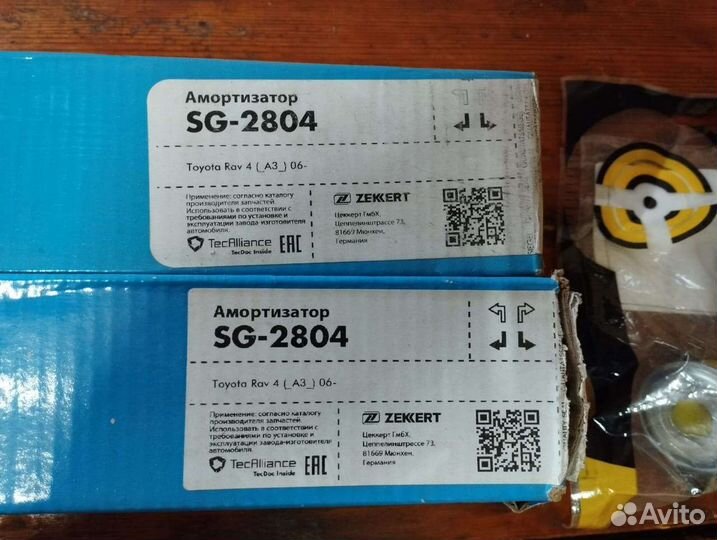 Амортизатор
SG-2804
Toyota Rav 4 (_A3_) 06-
Применение: согласно каталогу
производителя запчастей.
Использовать в соответствии с
требованиями по установке и
эксплуатации завода-изготовителя
автомобиля.
TecAlliance
TecDoc Inside
EAC
ZEKKERT
Цеккерт ГмбХ,
Цеппелинштрассе 73,
81669 Мюнхен,
Германия
Амортизатор
SG-2804
Toyota Rav 4 (_A3_) 06-
Применение: согласно каталогу
производителя запчастей.
Использовать в соответствии с
требованиями по установке и
эксплуатации завода-изготовителя
автомобиля.
TecAlliance
TecDoc Inside
EAC
ZEKKERT
Цеккерт ГмбХ,
Цеппелинштрассе 73,
81669 Мюнхен,
Германия
Avito